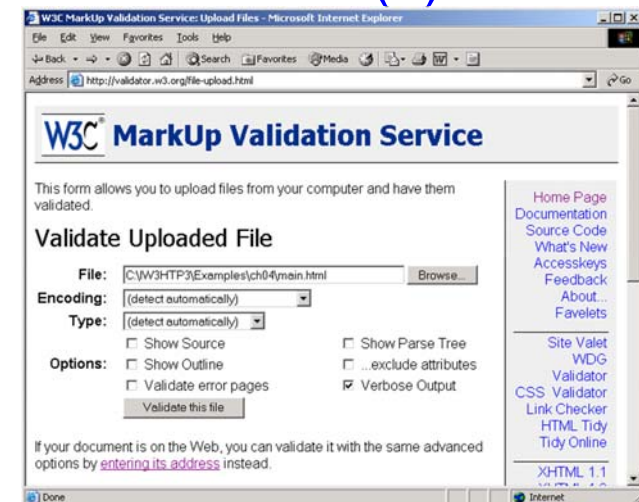 W3C MarkUp Validation Service: Upload Files - Microsoft Internet Explorer
File Edit View Favorites Tools Help
Back Search Favorites Media
Address http://validator.w3.org/file-upload.html Go
W3C MarkUp Validation Service
This form allows you to upload files from your computer and have them
validated.
Validate Uploaded File
File: C:\IW3HTP3\Examples\ch04\main.html Browse...
Encoding: (detect automatically)
Type: (detect automatically)
Show Source Show Parse Tree
Options: Show Outline ...exclude attributes
Validate error pages Verbose Output
Validate this file
If your document is on the Web, you can validate it with the same advanced
options by entering its address instead.
Home Page
Documentation
Source Code
What's New
Accesskeys
Feedback
About...
Favelets
Site Valet
WDG
Validator
CSS Validator
Link Checker
HTML Tidy
Tidy Online
XHTML 1.1
Done Internet